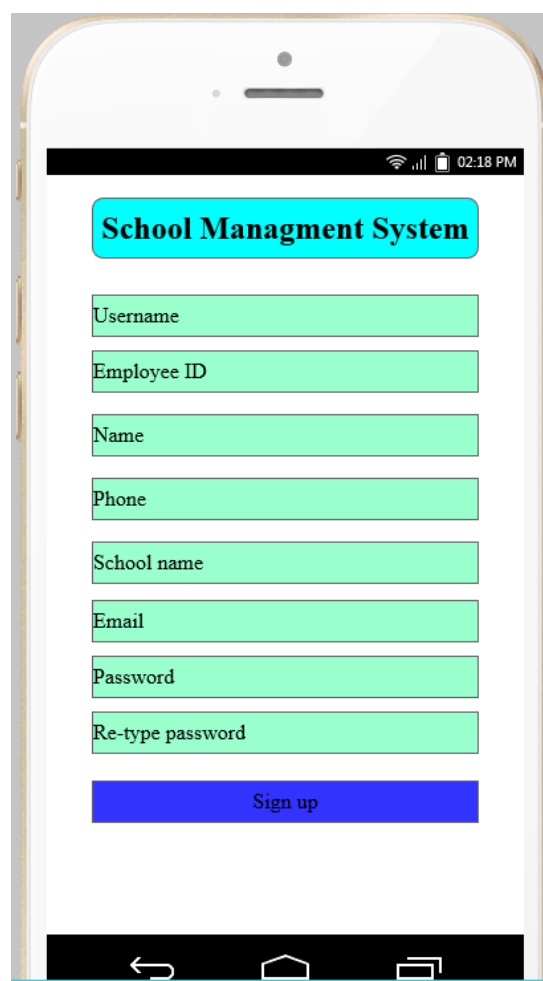 02:18 PM
School Managment System
Username
Employee ID
Name
Phone
School name
Email
Password
Re-type password
Sign up